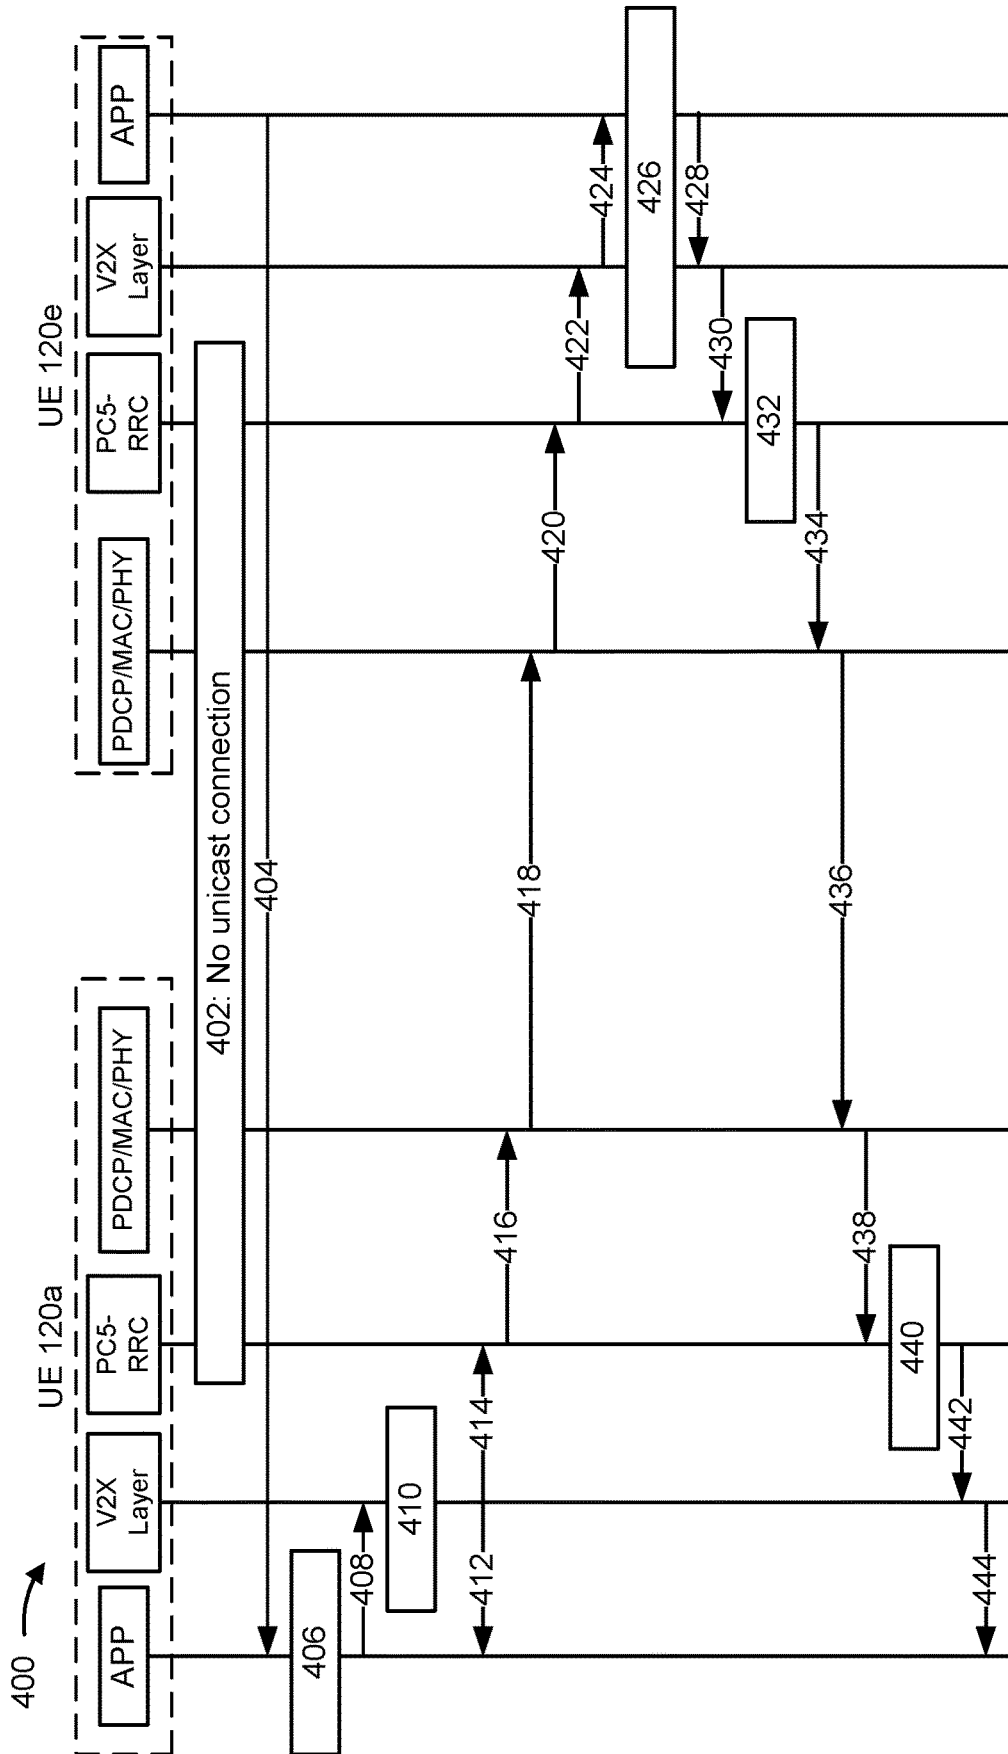 400
UE 120a
UE 120e
APP
V2X
Layer
PC5-
RRC
PDCP/MAC/PHY
PDCP/MAC/PHY
PC5-
RRC
V2X
Layer
APP
402: No unicast connection
404
406
408
410
412
414
416
418
420
422
424
426
428
430
432
434
436
438
440
442
444